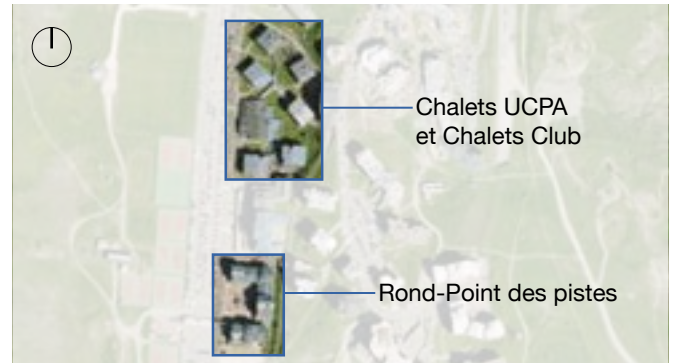 Chalets UCPA
et Chalets Club
Rond-Point des pistes